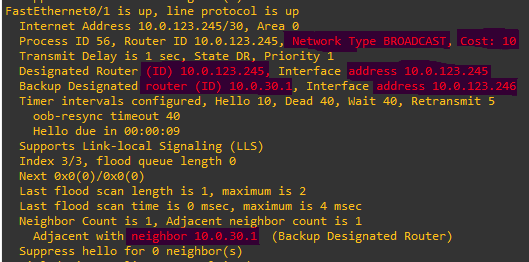 FastEthernet0/1 is up, line protocol is up
Internet Address 10.0.123.245/30, Area 0
Process ID 56, Router ID 10.0.123.245, Network Type BROADCAST, Cost: 10
Transmit Delay is 1 sec, State DR, Priority 1
Designated Router (ID) 10.0.123.245, Interface address 10.0.123.245
Backup Designated router (ID) 10.0.30.1, Interface address 10.0.123.246
Timer intervals configured, Hello 10, Dead 40, Wait 40, Retransmit 5
oob-resync timeout 40
Hello due in 00:00:09
Supports Link-local Signaling (LLS)
Index 3/3, flood queue length 0
Next 0x0(0)/0x0(0)
Last flood scan length is 1, maximum is 2
Last flood scan time is 0 msec, maximum is 4 msec
Neighbor Count is 1, Adjacent neighbor count is 1
Adjacent with neighbor 10.0.30.1 (Backup Designated Router)
Suppress hello for 0 neighbor(s)